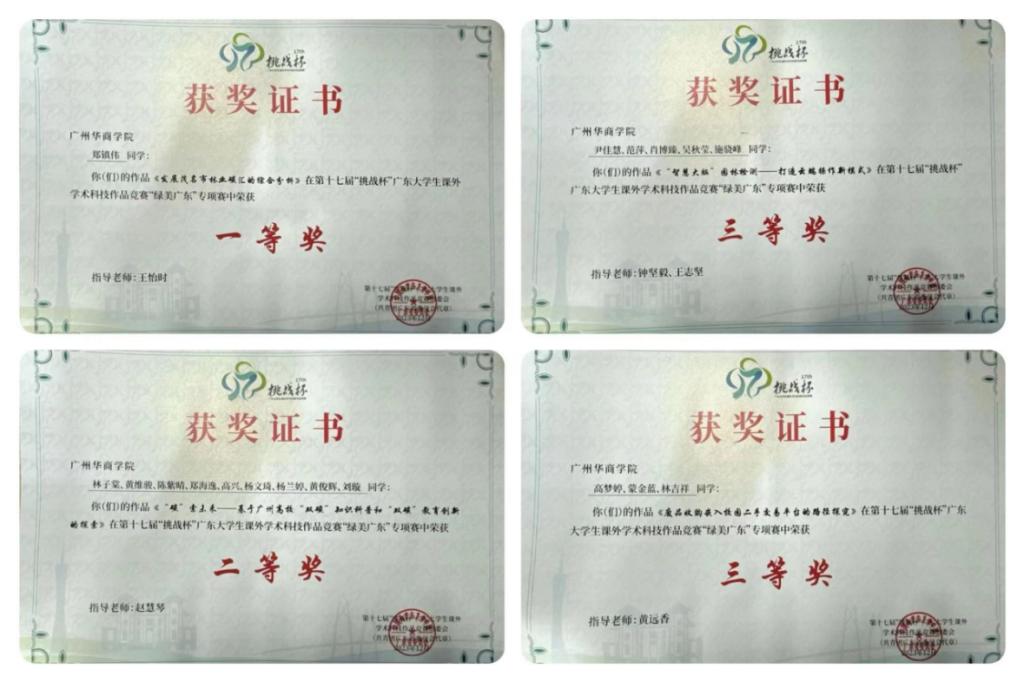 17th
挑战杯
获奖证书
广州华商学院
郑镇伟 同学:
你(们)的作品《发展茂名市林业碳汇的综合分析》在第十七届“挑战杯”广东大学生课外
学术科技作品竞赛“绿美广东”专项赛中荣获
一等奖
指导老师:王怡时
17th
挑战杯
获奖证书
广州华商学院
尹佳慧、范萍、肖博臻、吴秋莹、施骁峰 同学:
你(们)的作品《“智慧大脑”园林检测——打造云端操作新模式》在第十七届“挑战杯”
广东大学生课外学术科技作品竞赛“绿美广东”专项赛中荣获
三等奖
指导老师:钟坚毅、王志坚
17th
挑战杯
获奖证书
广州华商学院
林子棠、黄维骏、陈紫晴、郑海逸、高兴、杨文琦、杨兰婷、黄俊辉、刘璇 同学:
你(们)的作品《“碳”索未来——基于广州高校“双碳”知识科普和“双碳”教育创新
的探索》在第十七届“挑战杯”广东大学生课外学术科技作品竞赛“绿美广东”专项赛中荣获
二等奖
指导老师:赵慧琴
17th
挑战杯
获奖证书
广州华商学院
高梦婷、蒙金蓝、林吉祥 同学:
你(们)的作品《废品收购嵌入校园二手交易平台的路径探究》在第十七届“挑战杯”广东
大学生课外学术科技作品竞赛“绿美广东”专项赛中荣获
三等奖
指导老师:黄远香